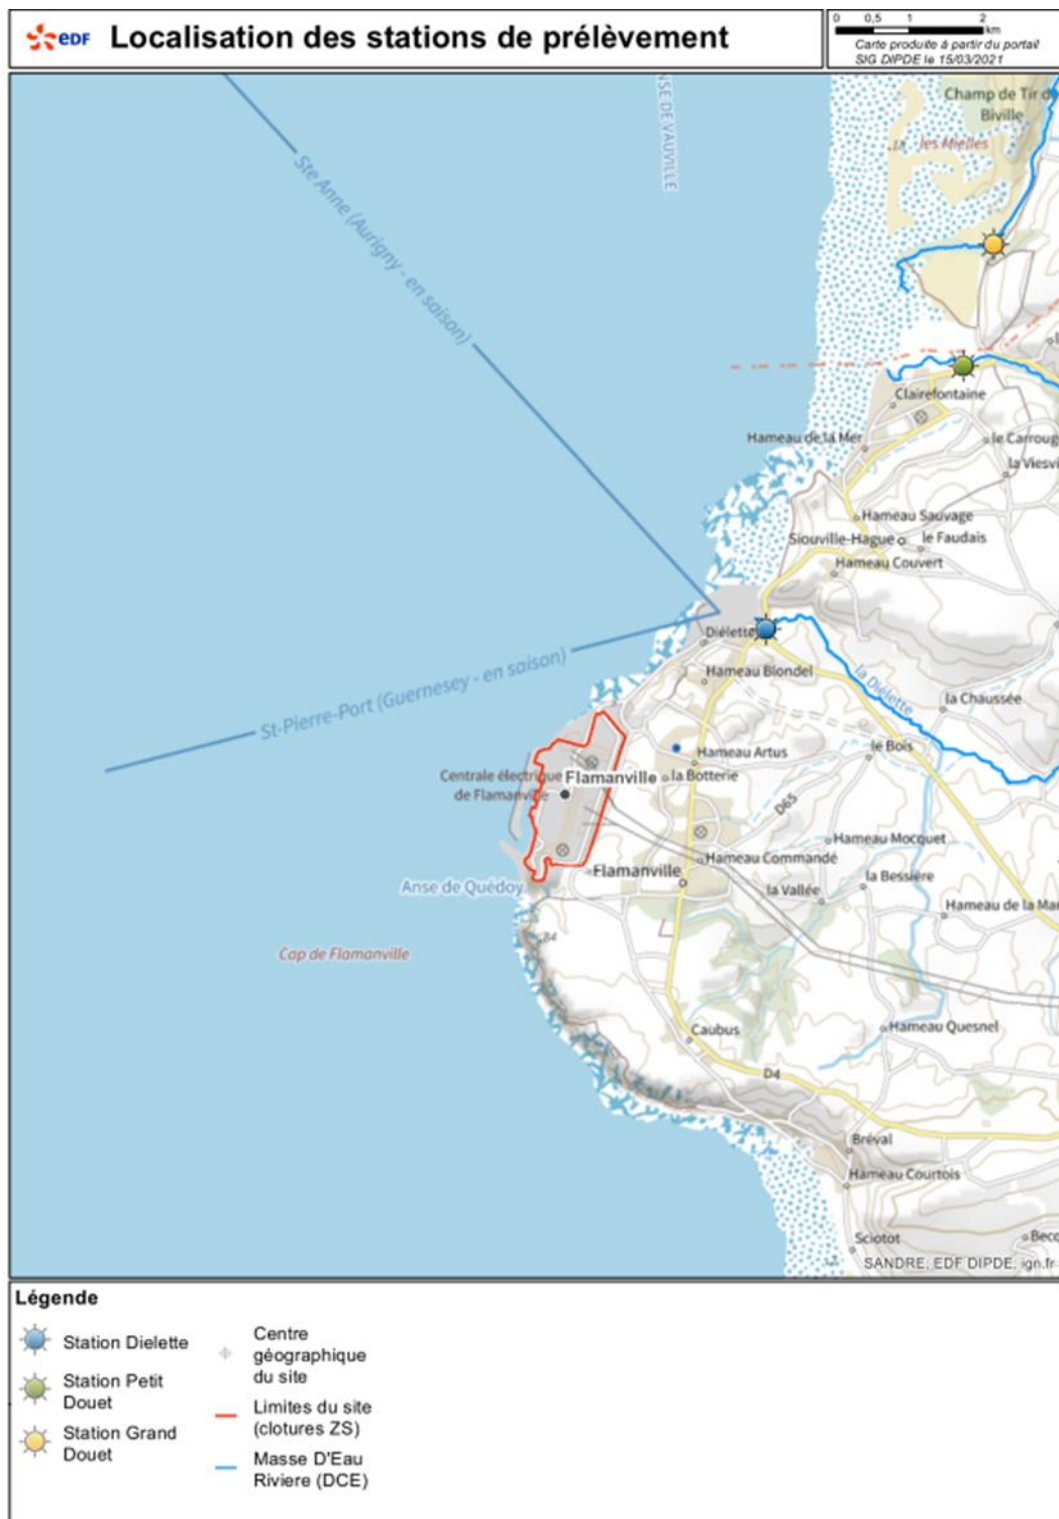 edf
Localisation des stations de prélèvement
0 0,5 1 2
km
Carte produite à partir du portail
SIG DIPDE le 15/03/2021
NSE DE VAUVILLE
Champ de Tir d
Biville
les Mielles
Ste Anne (Aurigny - en saison)
Clairefontaine
Hameau de la Mer
le Carroug
la Viesvi
Hameau Sauvage
Siouville-Hague
le Faudais
Hameau Couvert
Diélette
Hameau Blondel
St-Pierre-Port (Guernesey - en saison)
la Diélette
la Chaussée
Hameau Artus
le Bois
Centrale électrique
de Flamanville
Flamanville
la Botterie
D65
Hameau Mocquet
Hameau Commandé
Flamanville
la Bessière
la Vallée
Anse de Quédoy
Hameau de la Mar
84
Cap de Flamanville
Hameau Quesnel
Caubus
D4
Bréval
Hameau Courtois
Sciotot
Becq
SANDRE, EDF DIPDE, ign.fr
Légende
Station Dielette
Station Petit
Douet
Station Grand
Douet
Centre
géographique
du site
Limites du site
(clotures ZS)
Masse D'Eau
Riviere (DCE)